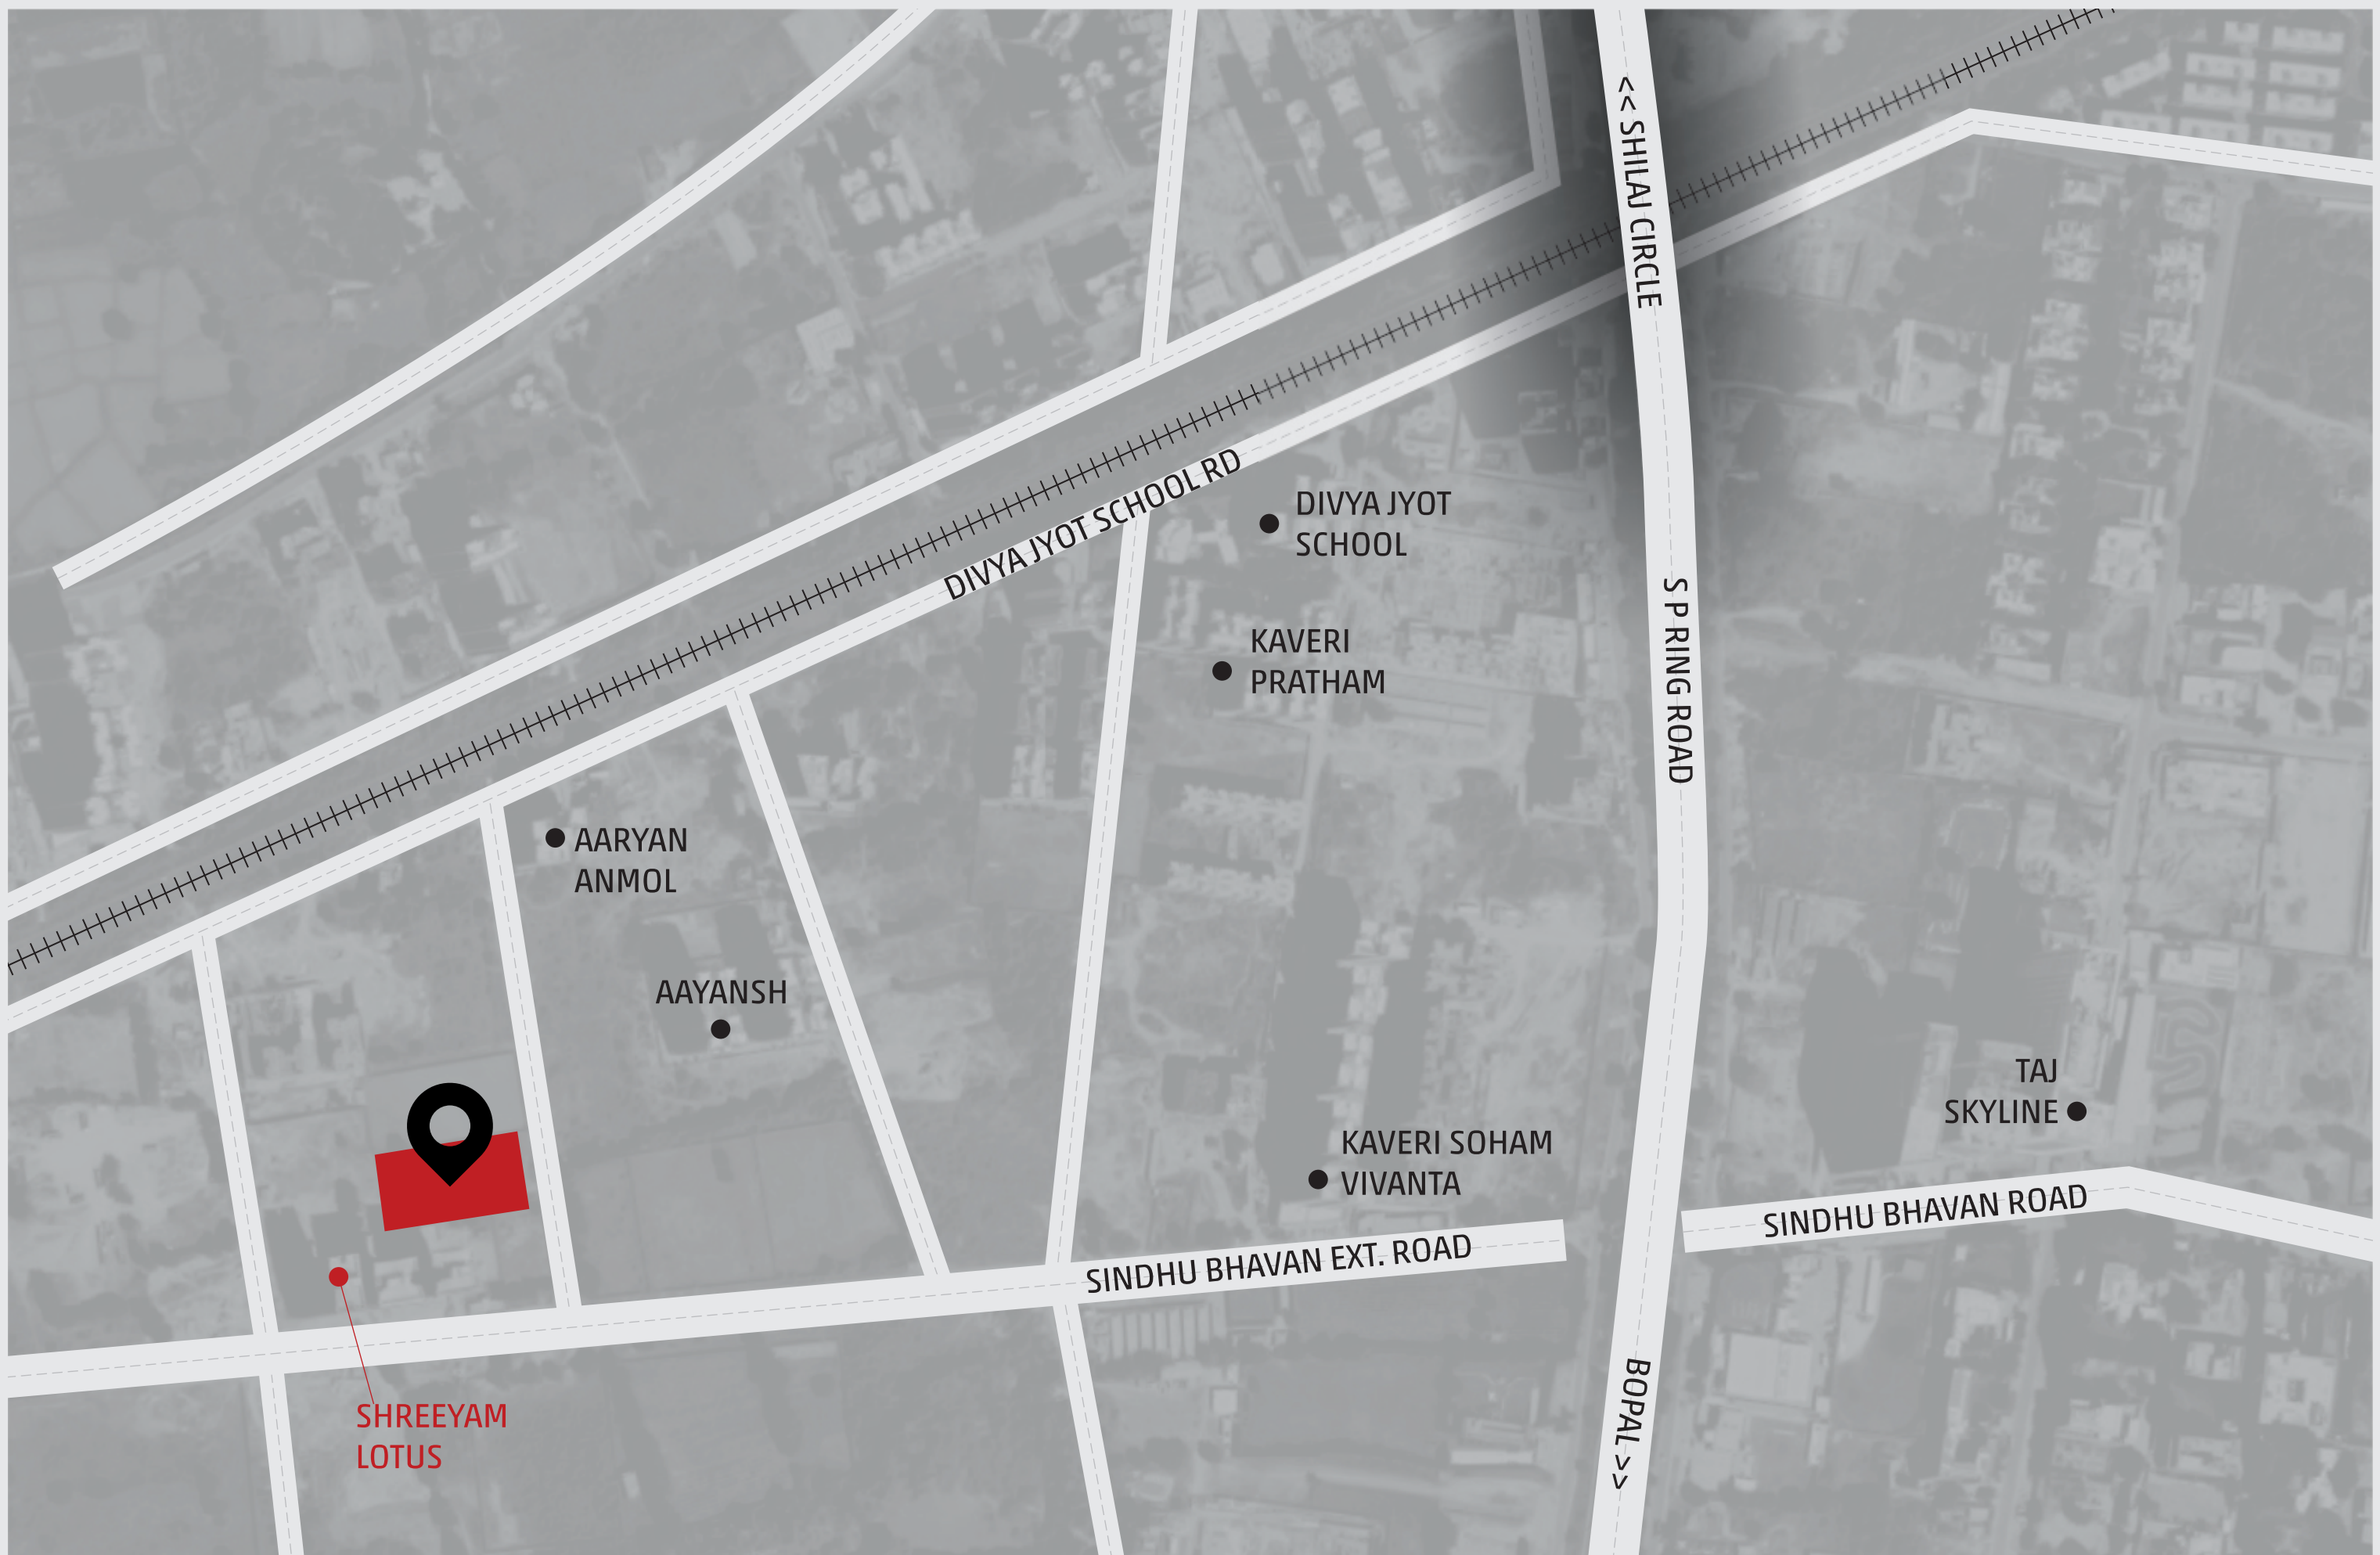 << SHILAJ CIRCLE
DIVYA JYOT SCHOOL RD
DIVYA JYOT
SCHOOL
KAVERI
PRATHAM
S P RING ROAD
AARYAN
ANMOL
AAYANSH
TAJ
SKYLINE
KAVERI SOHAM
VIVANTA
SINDHU BHAVAN ROAD
SINDHU BHAVAN EXT. ROAD
BOPAL >>
SHREEYAM
LOTUS